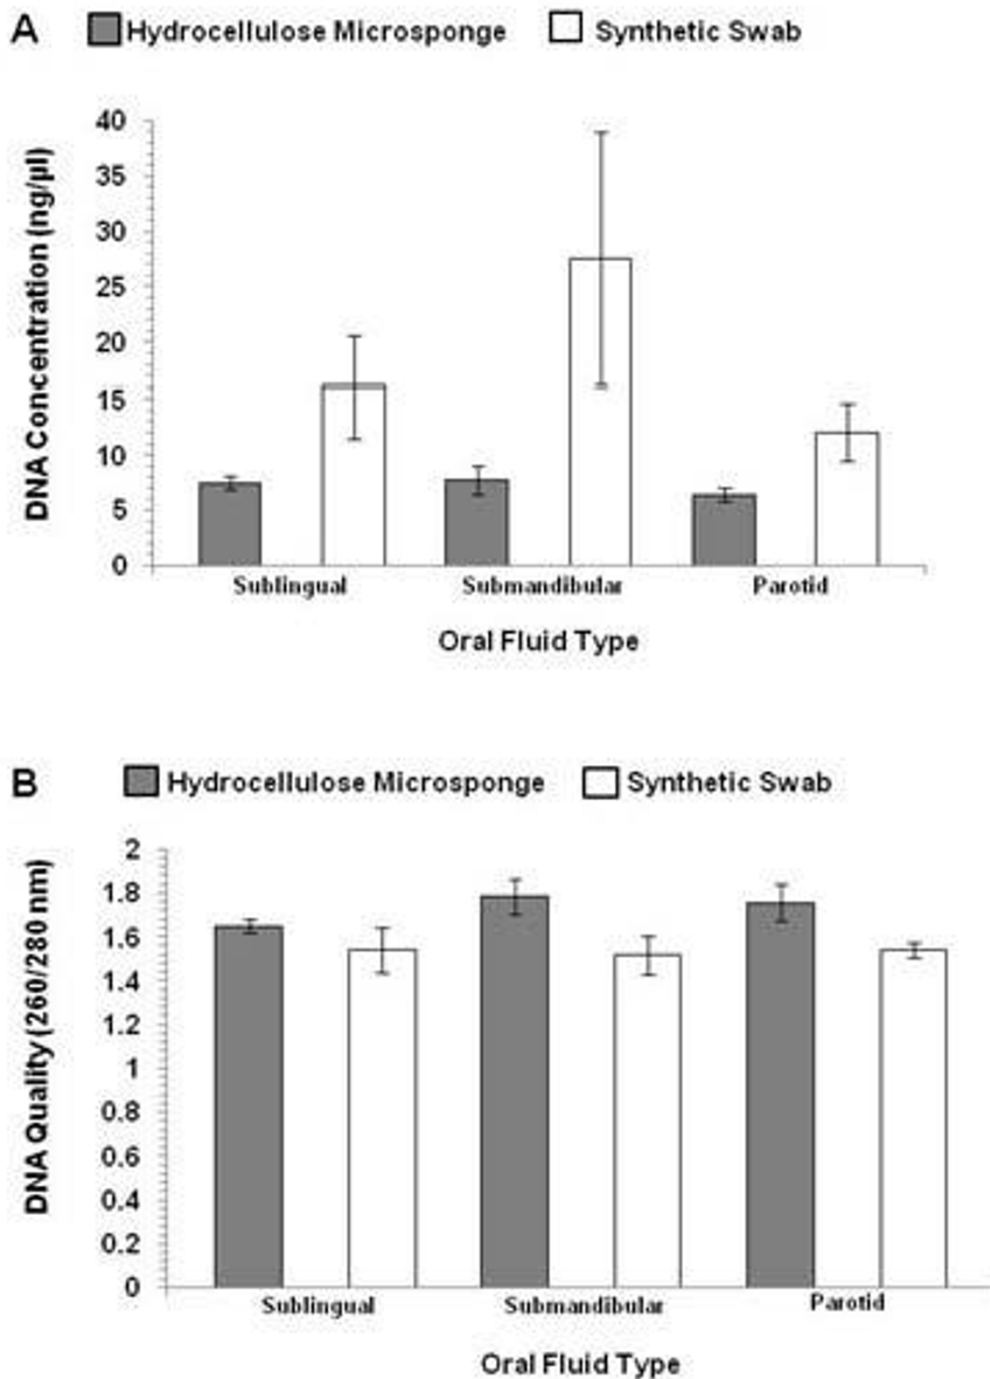 A Hydrocellulose Microsponge Synthetic Swab
DNA Concentration (ng/µl)
40
35
30
25
20
15
10
5
0
Sublingual Submandibular Parotid
Oral Fluid Type
B Hydrocellulose Microsponge Synthetic Swab
DNA Quality (260/280 nm)
2
1.8
1.6
1.4
1.2
1
0.8
0.6
0.4
0.2
0
Sublingual Submandibular Parotid
Oral Fluid Type